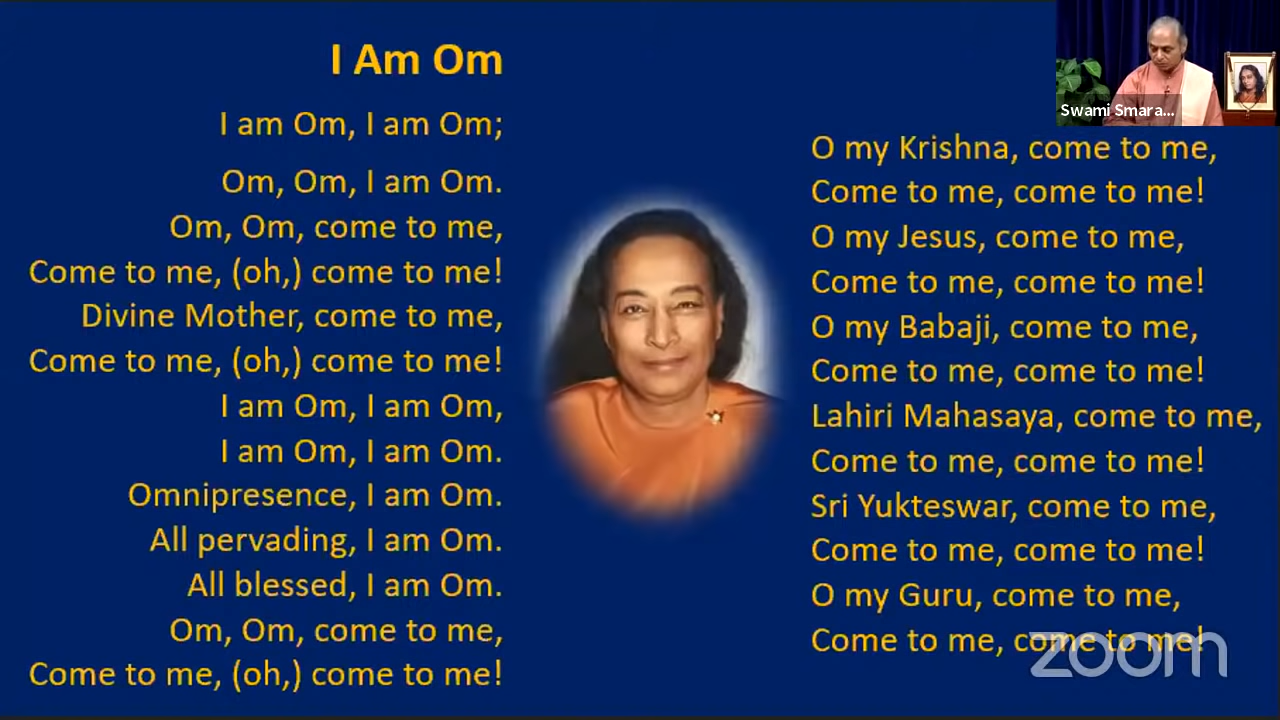 I Am Om
I am Om, I am Om;
Om, Om, I am Om.
Om, Om, come to me,
Come to me, (oh,) come to me!
Divine Mother, come to me,
Come to me, (oh,) come to me!
I am Om, I am Om,
I am Om, I am Om.
Omnipresence, I am Om.
All pervading, I am Om.
All blessed, I am Om.
Om, Om, come to me,
Come to me, (oh,) come to me!
Swami Smara...
O my Krishna, come to me,
Come to me, come to me!
O my Jesus, come to me,
Come to me, come to me!
O my Babaji, come to me,
Come to me, come to me!
Lahiri Mahasaya, come to me,
Come to me, come to me!
Sri Yukteswar, come to me,
Come to me, come to me!
O my Guru, come to me,
Come to me, come to me!
zoom